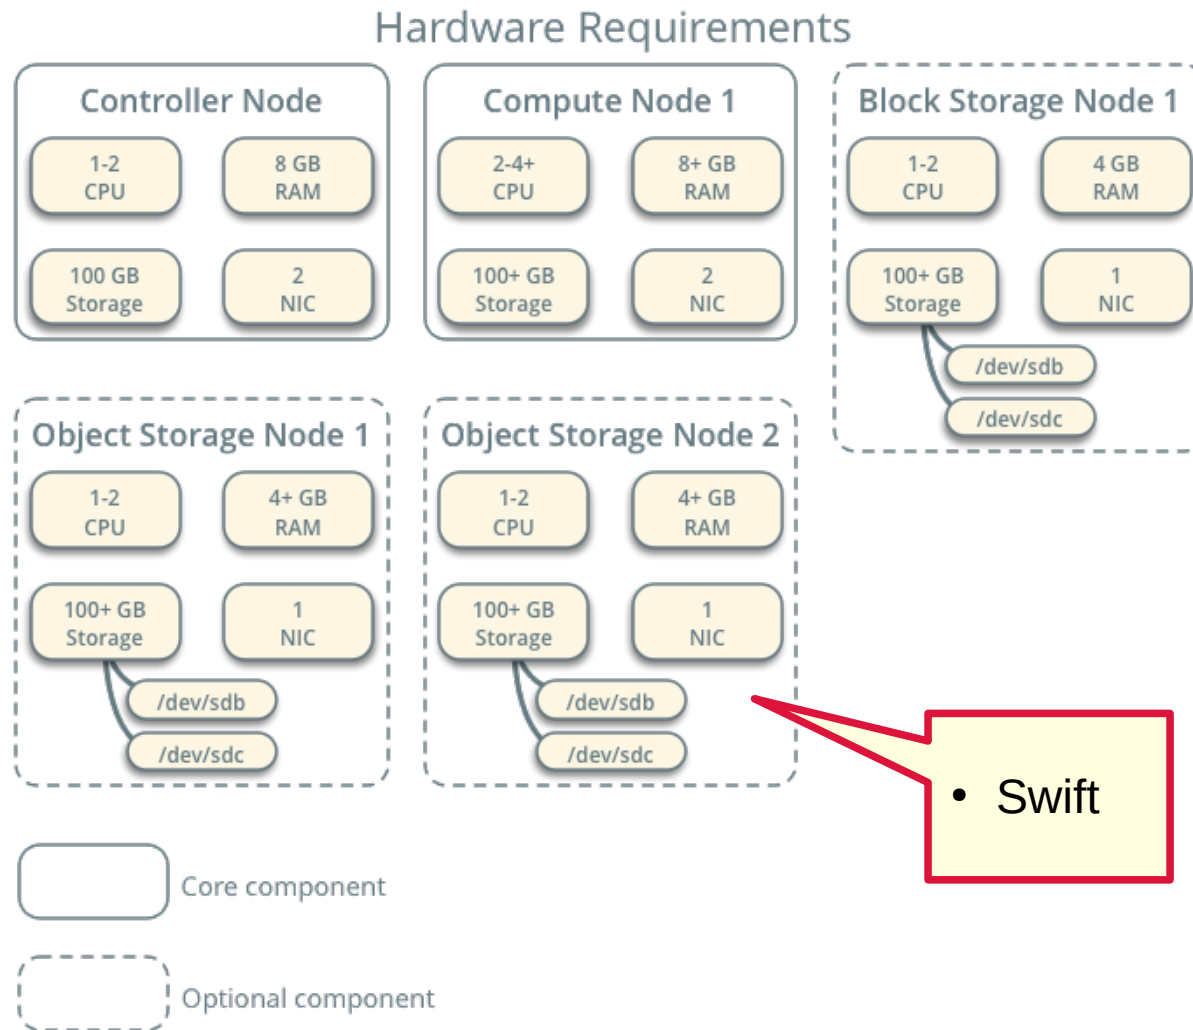 Hardware Requirements
Controller Node
1-2
CPU
8 GB
RAM
100 GB
Storage
2
NIC
Compute Node 1
2-4+
CPU
8+ GB
RAM
100+ GB
Storage
2
NIC
Block Storage Node 1
1-2
CPU
4 GB
RAM
100+ GB
Storage
1
NIC
/dev/sdb
/dev/sdc
Object Storage Node 1
1-2
CPU
4+ GB
RAM
100+ GB
Storage
1
NIC
/dev/sdb
/dev/sdc
Object Storage Node 2
1-2
CPU
4+ GB
RAM
100+ GB
Storage
1
NIC
/dev/sdb
/dev/sdc
• Swift
Core component
Optional component